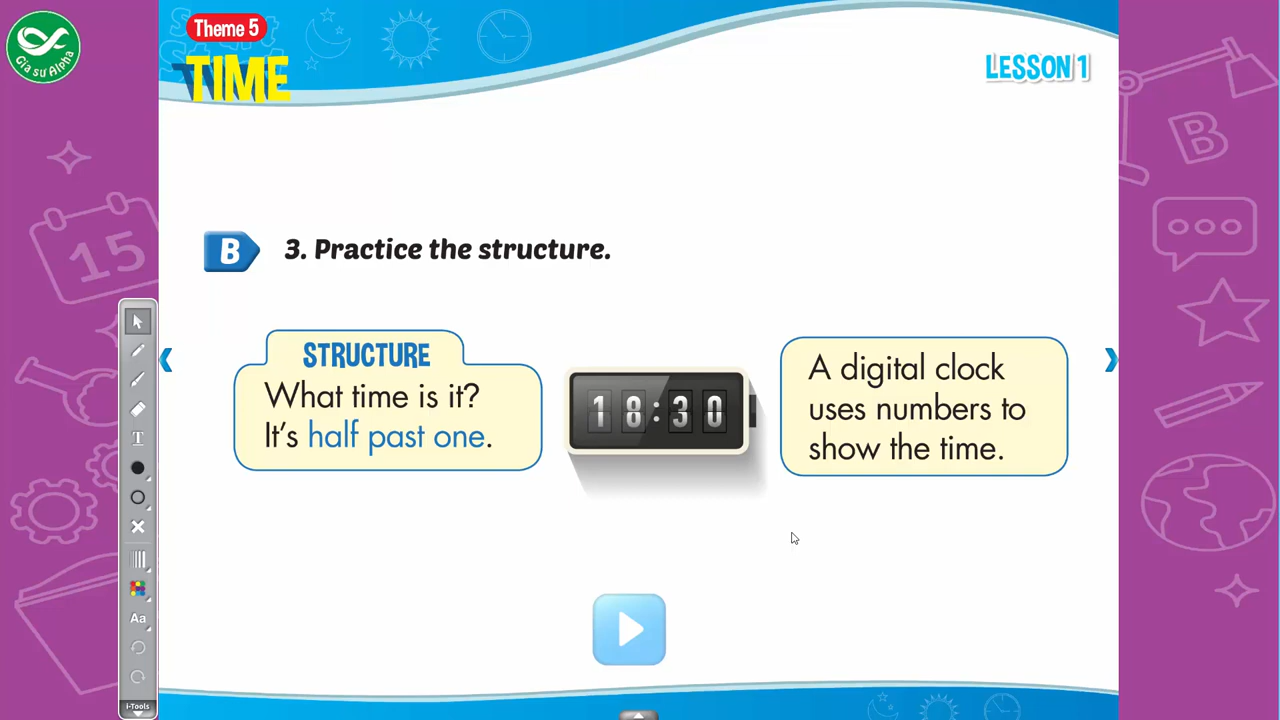 Gia sư Alpha
Theme 5
TIME
LESSON 1
B
15
B
3. Practice the structure.
STRUCTURE
What time is it?
It's half past one.
18:30
A digital clock
uses numbers to
show the time.
T
Aa
i-Tools